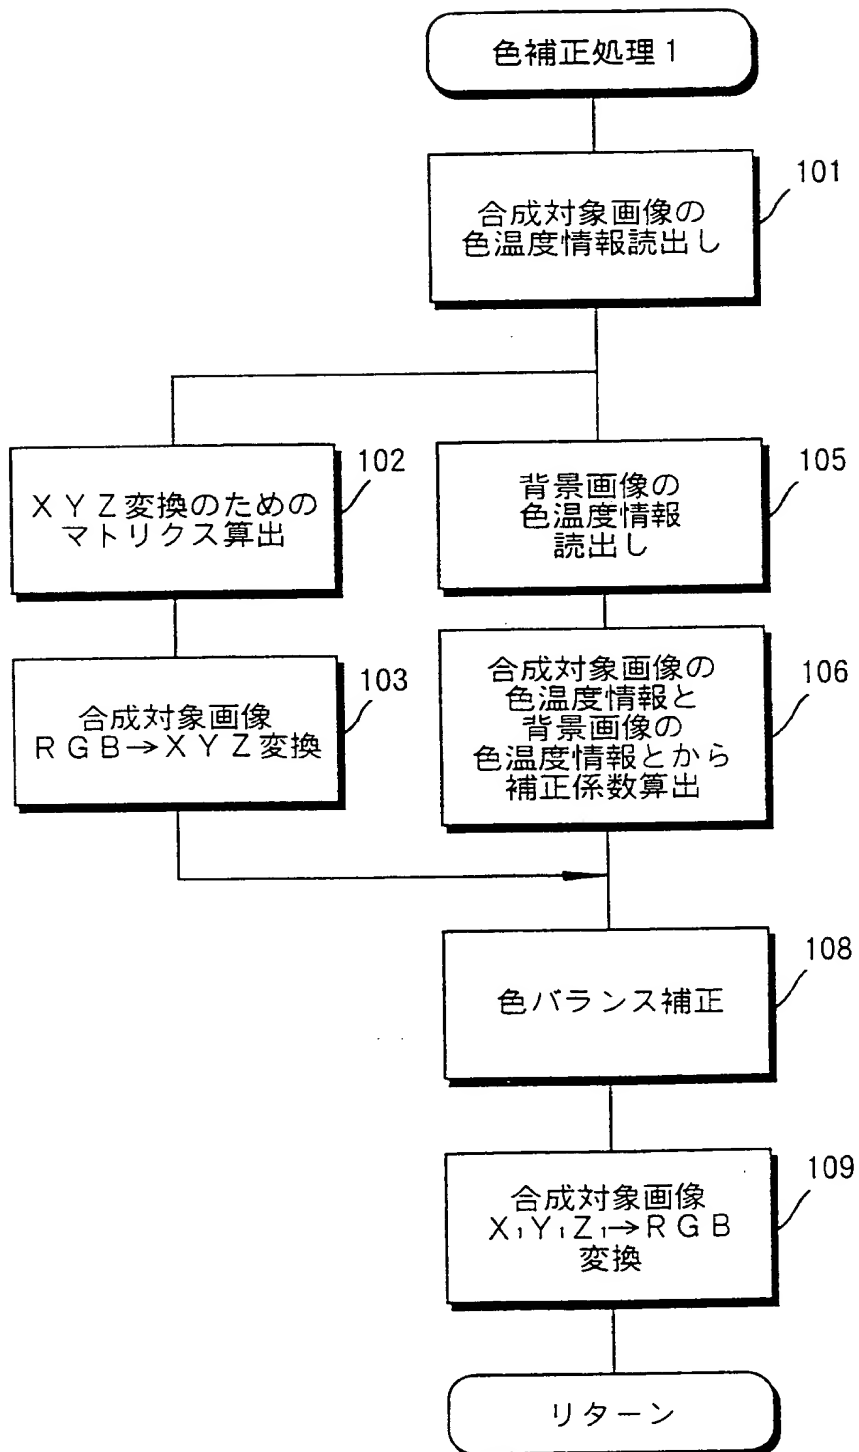 色補正処理1
101
合成対象画像の
色温度情報読出し
102
XYZ変換のための
マトリクス算出
103
合成対象画像
RGB→XYZ変換
105
背景画像の
色温度情報
読出し
106
合成対象画像の
色温度情報と
背景画像の
色温度情報とから
補正係数算出
108
色バランス補正
109
合成対象画像
X₁Y₁Z₁→RGB
変換
リターン